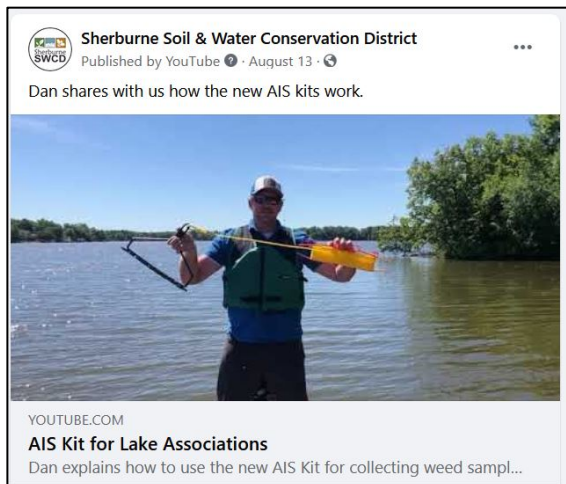 Sherburne
SWCD
Sherburne Soil & Water Conservation District
Published by YouTube ? · August 13 ·
Dan shares with us how the new AIS kits work.
YOUTUBE.COM
AIS Kit for Lake Associations
Dan explains how to use the new AIS Kit for collecting weed sampl...